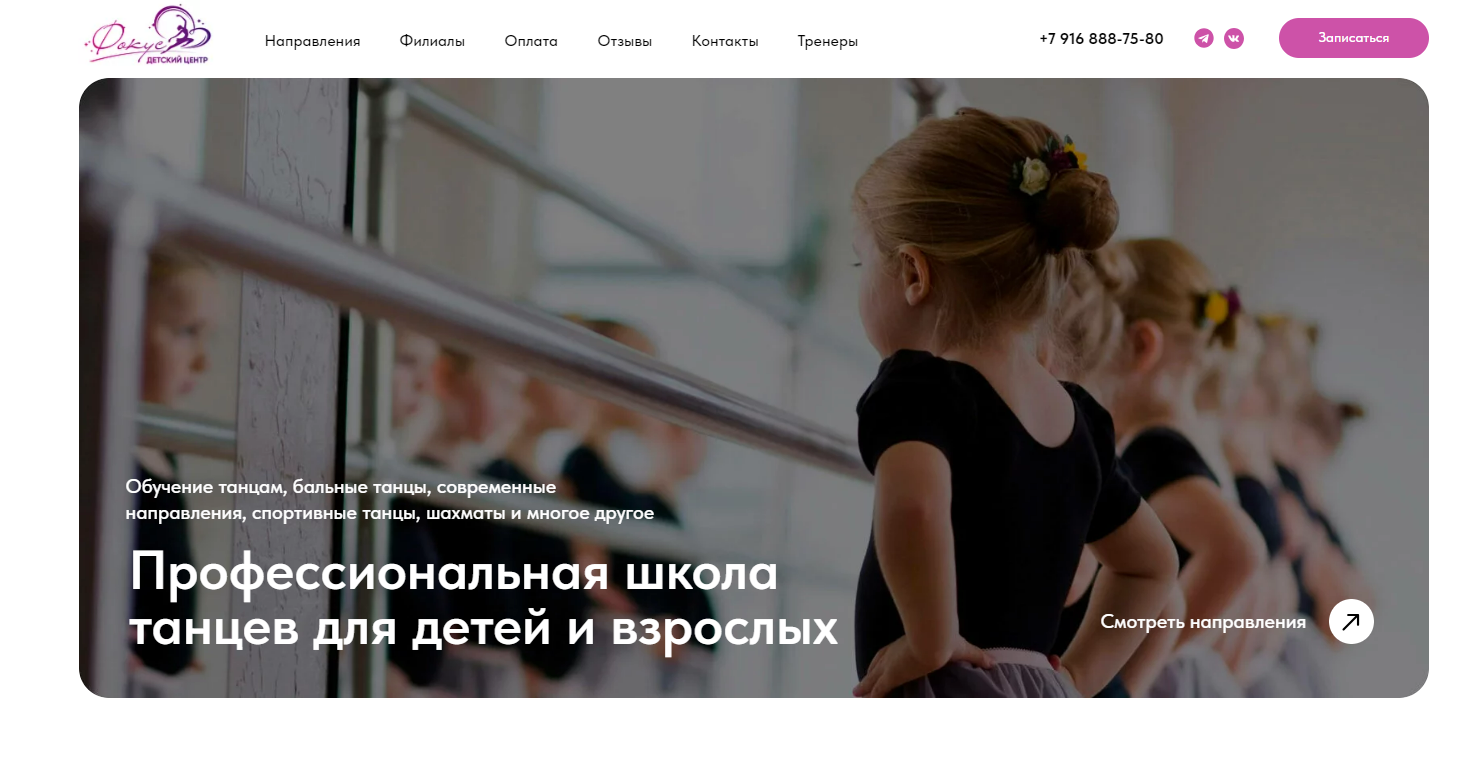 Фокус
ДЕТСКИЙ ЦЕНТР
Направления Филиалы Оплата Отзывы Контакты Тренеры
+7 916 888-75-80
Записаться
Обучение танцам, бальные танцы, современные
направления, спортивные танцы, шахматы и многое другое
Профессиональная школа
танцев для детей и взрослых
Смотреть направления